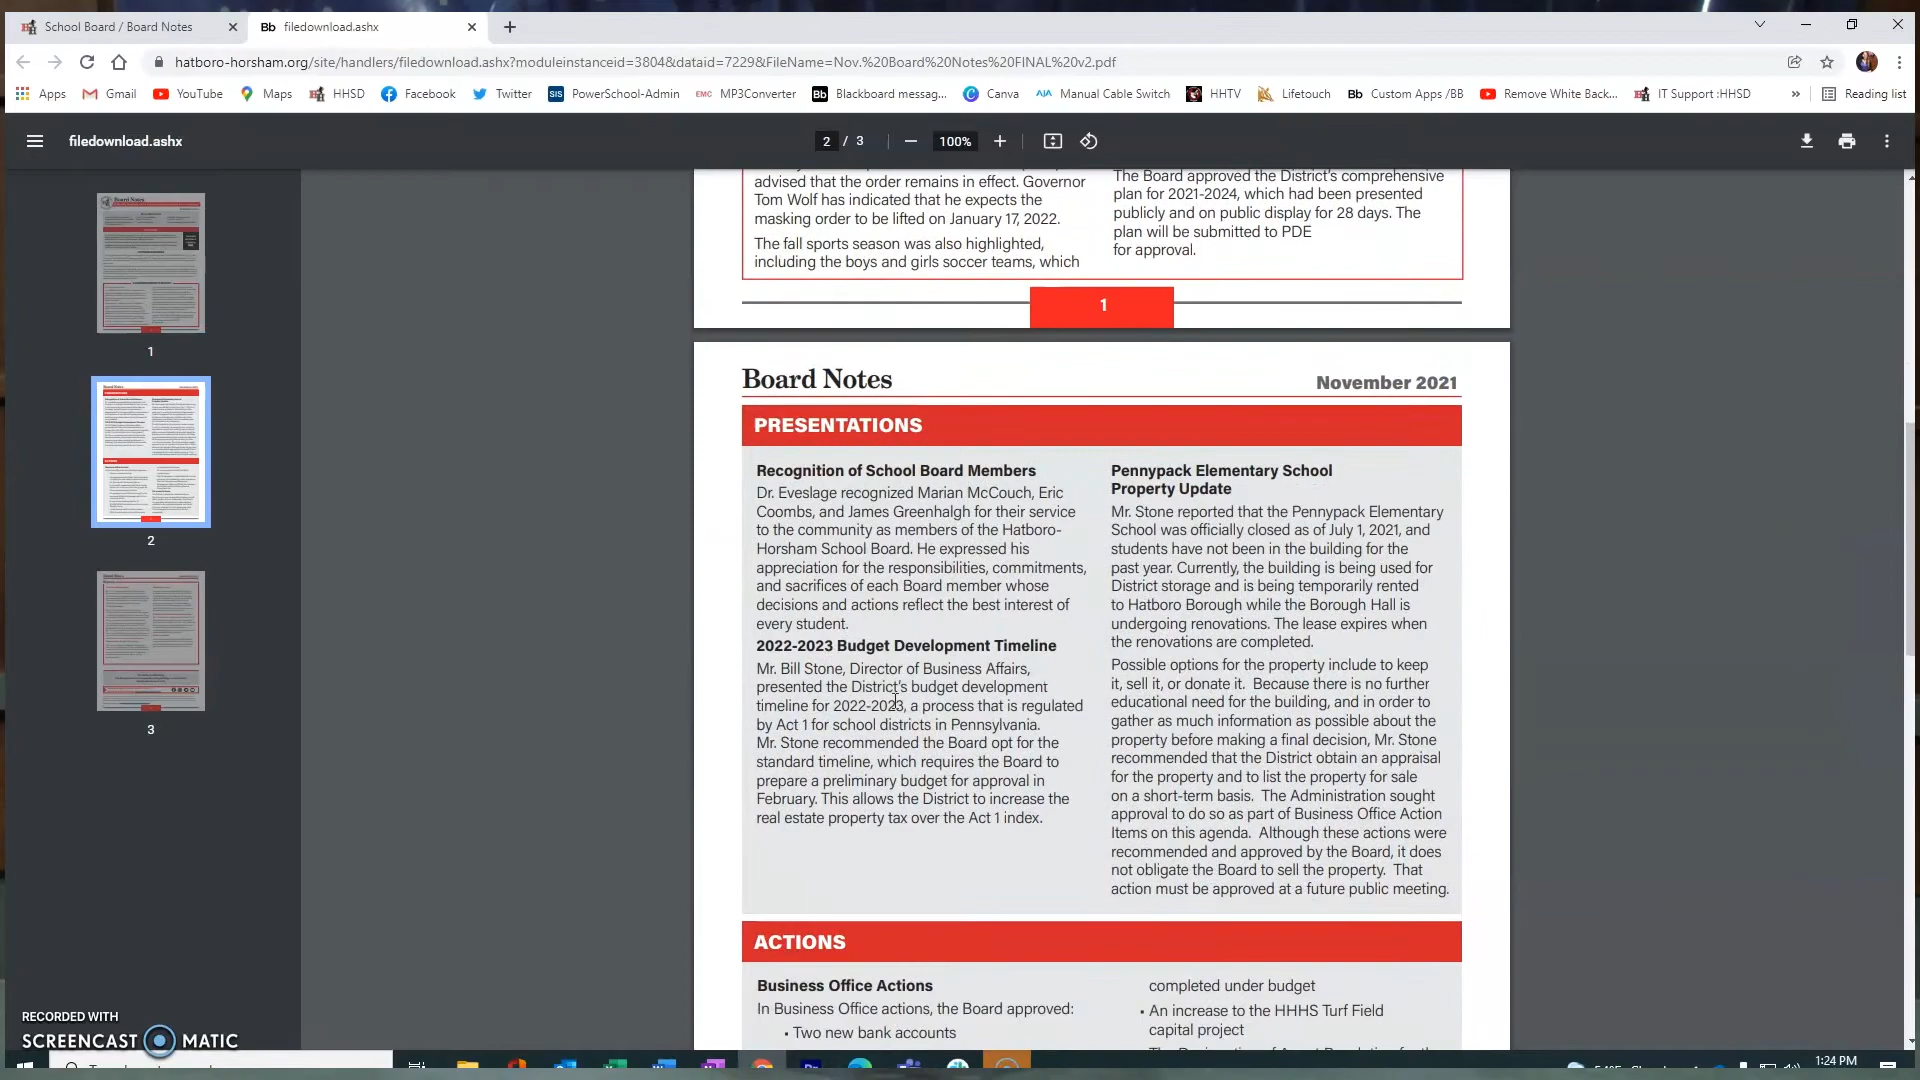 School Board / Board Notes
Bb filedownload.ashx
hatboro-horsham.org/site/handlers/filedownload.ashx?moduleinstanceid=3804&dataid=7229&FileName=Nov.%20Board%20Notes%20FINAL%20v2.pdf
Apps Gmail YouTube Maps HHSD Facebook Twitter SIS PowerSchool-Admin EMC MP3Converter Bb Blackboard messag... Canva AJA Manual Cable Switch HHTV Lifetouch Bb Custom Apps /BB Remove White Back... IT Support :HHSD » Reading list
filedownload.ashx 2 / 3 100%
Board Notes
1
2
3
advised that the order remains in effect. Governor
Tom Wolf has indicated that he expects the
masking order to be lifted on January 17, 2022.
The fall sports season was also highlighted,
including the boys and girls soccer teams, which
The Board approved the District's comprehensive
plan for 2021-2024, which had been presented
publicly and on public display for 28 days. The
plan will be submitted to PDE
for approval.
1
Board Notes
November 2021
PRESENTATIONS
Recognition of School Board Members
Dr. Eveslage recognized Marian McCouch, Eric
Coombs, and James Greenhalgh for their service
to the community as members of the Hatboro-
Horsham School Board. He expressed his
appreciation for the responsibilities, commitments,
and sacrifices of each Board member whose
decisions and actions reflect the best interest of
every student.
2022-2023 Budget Development Timeline
Mr. Bill Stone, Director of Business Affairs,
presented the District's budget development
timeline for 2022-2023, a process that is regulated
by Act 1 for school districts in Pennsylvania.
Mr. Stone recommended the Board opt for the
standard timeline, which requires the Board to
prepare a preliminary budget for approval in
February. This allows the District to increase the
real estate property tax over the Act 1 index.
Pennypack Elementary School
Property Update
Mr. Stone reported that the Pennypack Elementary
School was officially closed as of July 1, 2021, and
students have not been in the building for the
past year. Currently, the building is being used for
District storage and is being temporarily rented
to Hatboro Borough while the Borough Hall is
undergoing renovations. The lease expires when
the renovations are completed.
Possible options for the property include to keep
it, sell it, or donate it. Because there is no further
educational need for the building, and in order to
gather as much information as possible about the
property before making a final decision, Mr. Stone
recommended that the District obtain an appraisal
for the property and to list the property for sale
on a short-term basis. The Administration sought
approval to do so as part of Business Office Action
Items on this agenda. Although these actions were
recommended and approved by the Board, it does
not obligate the Board to sell the property. That
action must be approved at a future public meeting.
ACTIONS
Business Office Actions
In Business Office actions, the Board approved:
• Two new bank accounts
completed under budget
• An increase to the HHHS Turf Field
capital project
RECORDED WITH
SCREENCAST MATIC
1:24 PM